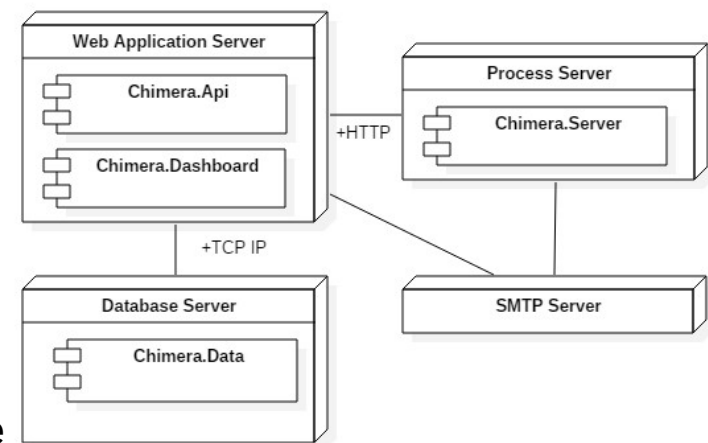 Web Application Server
Chimera.Api
Chimera.Dashboard
+HTTP
Process Server
Chimera.Server
+TCP IP
Database Server
Chimera.Data
SMTP Server
e